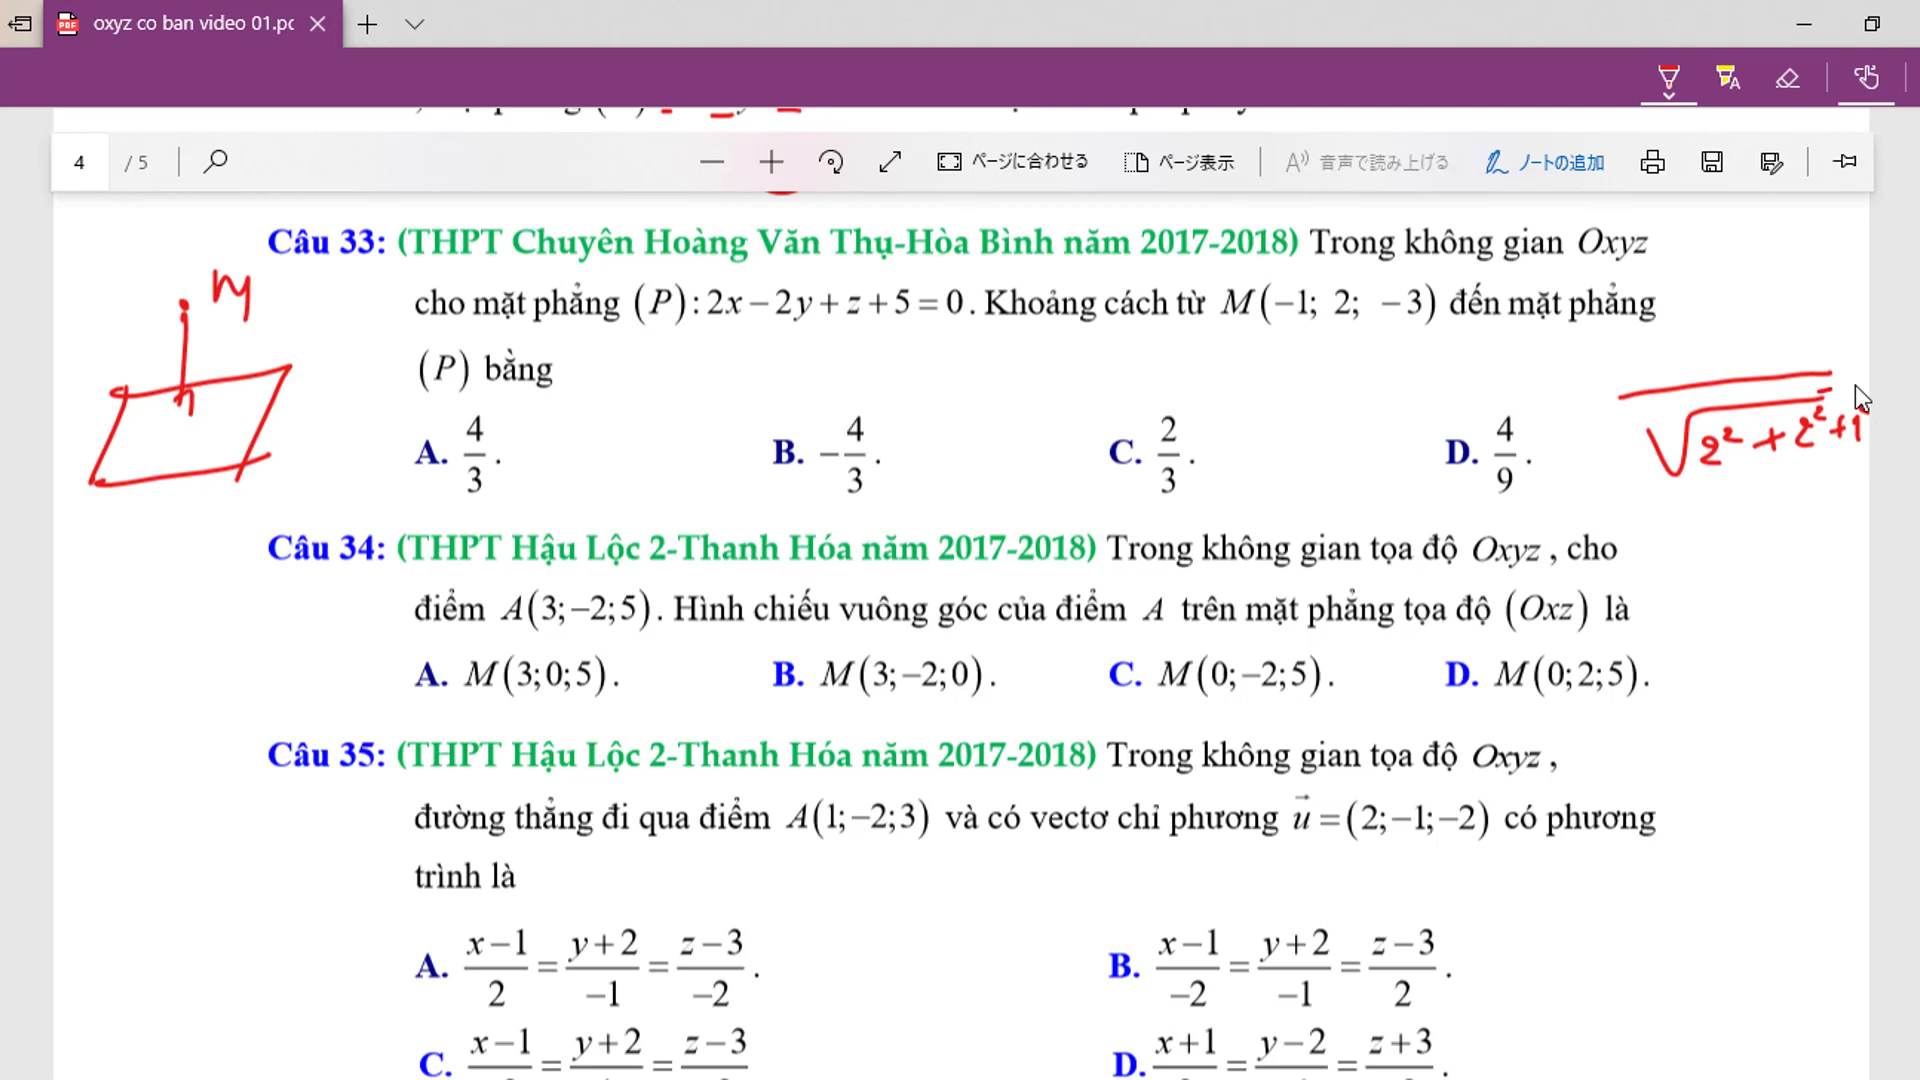 oxyz co ban video 01.pc
4 / 5 ページに合わせる ページ表示 音声で読み上げる ノートの追加
Câu 33: (THPT Chuyên Hoàng Văn Thụ-Hòa Bình năm 2017-2018) Trong không gian Oxyz
cho mặt phẳng (P): 2x − 2y + z + 5 = 0. Khoảng cách từ M(−1; 2; −3) đến mặt phẳng
(P) bằng
A. 4/3. B. −4/3. C. 2/3. D. 4/9.
M
√2² + 2² + 1
Câu 34: (THPT Hậu Lộc 2-Thanh Hóa năm 2017-2018) Trong không gian tọa độ Oxyz, cho
điểm A(3;−2;5). Hình chiếu vuông góc của điểm A trên mặt phẳng tọa độ (Oxz) là
A. M(3;0;5). B. M(3;−2;0). C. M(0;−2;5). D. M(0;2;5).
Câu 35: (THPT Hậu Lộc 2-Thanh Hóa năm 2017-2018) Trong không gian tọa độ Oxyz,
đường thẳng đi qua điểm A(1;−2;3) và có vectơ chỉ phương u⃗ = (2;−1;−2) có phương
trình là
A. (x−1)/2 = (y+2)/−1 = (z−3)/−2. B. (x−1)/−2 = (y+2)/−1 = (z−3)/2.
C. x−1 = y+2 = z−3 D. x+1 = y−2 = z+3.